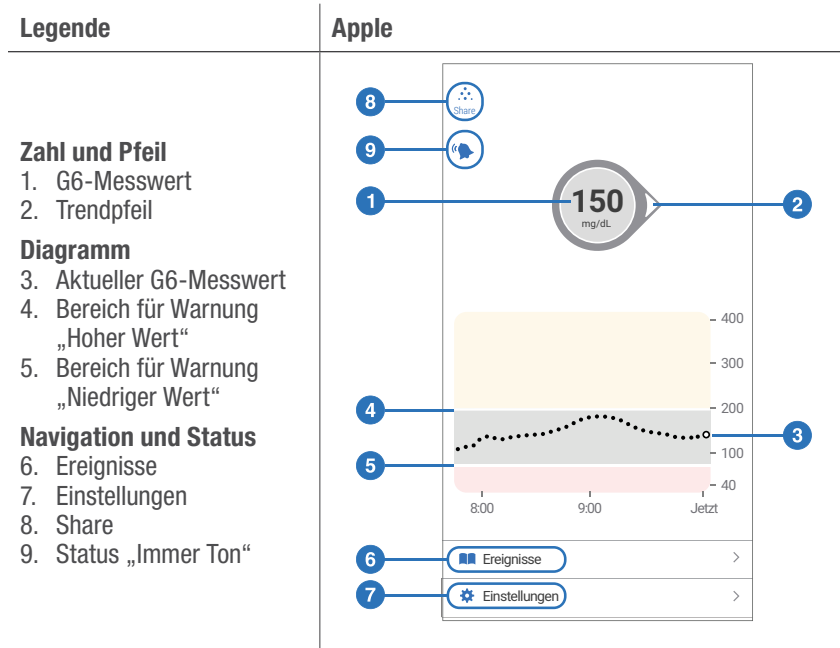 Legende
Apple
Zahl und Pfeil
1. G6-Messwert
2. Trendpfeil
Diagramm
3. Aktueller G6-Messwert
4. Bereich für Warnung
„Hoher Wert“
5. Bereich für Warnung
„Niedriger Wert“
Navigation und Status
6. Ereignisse
7. Einstellungen
8. Share
9. Status „Immer Ton“
8
Share
9
1
150
mg/dL
2
400
300
4
200
3
100
5
40
8:00 9:00 Jetzt
6
Ereignisse
7
Einstellungen